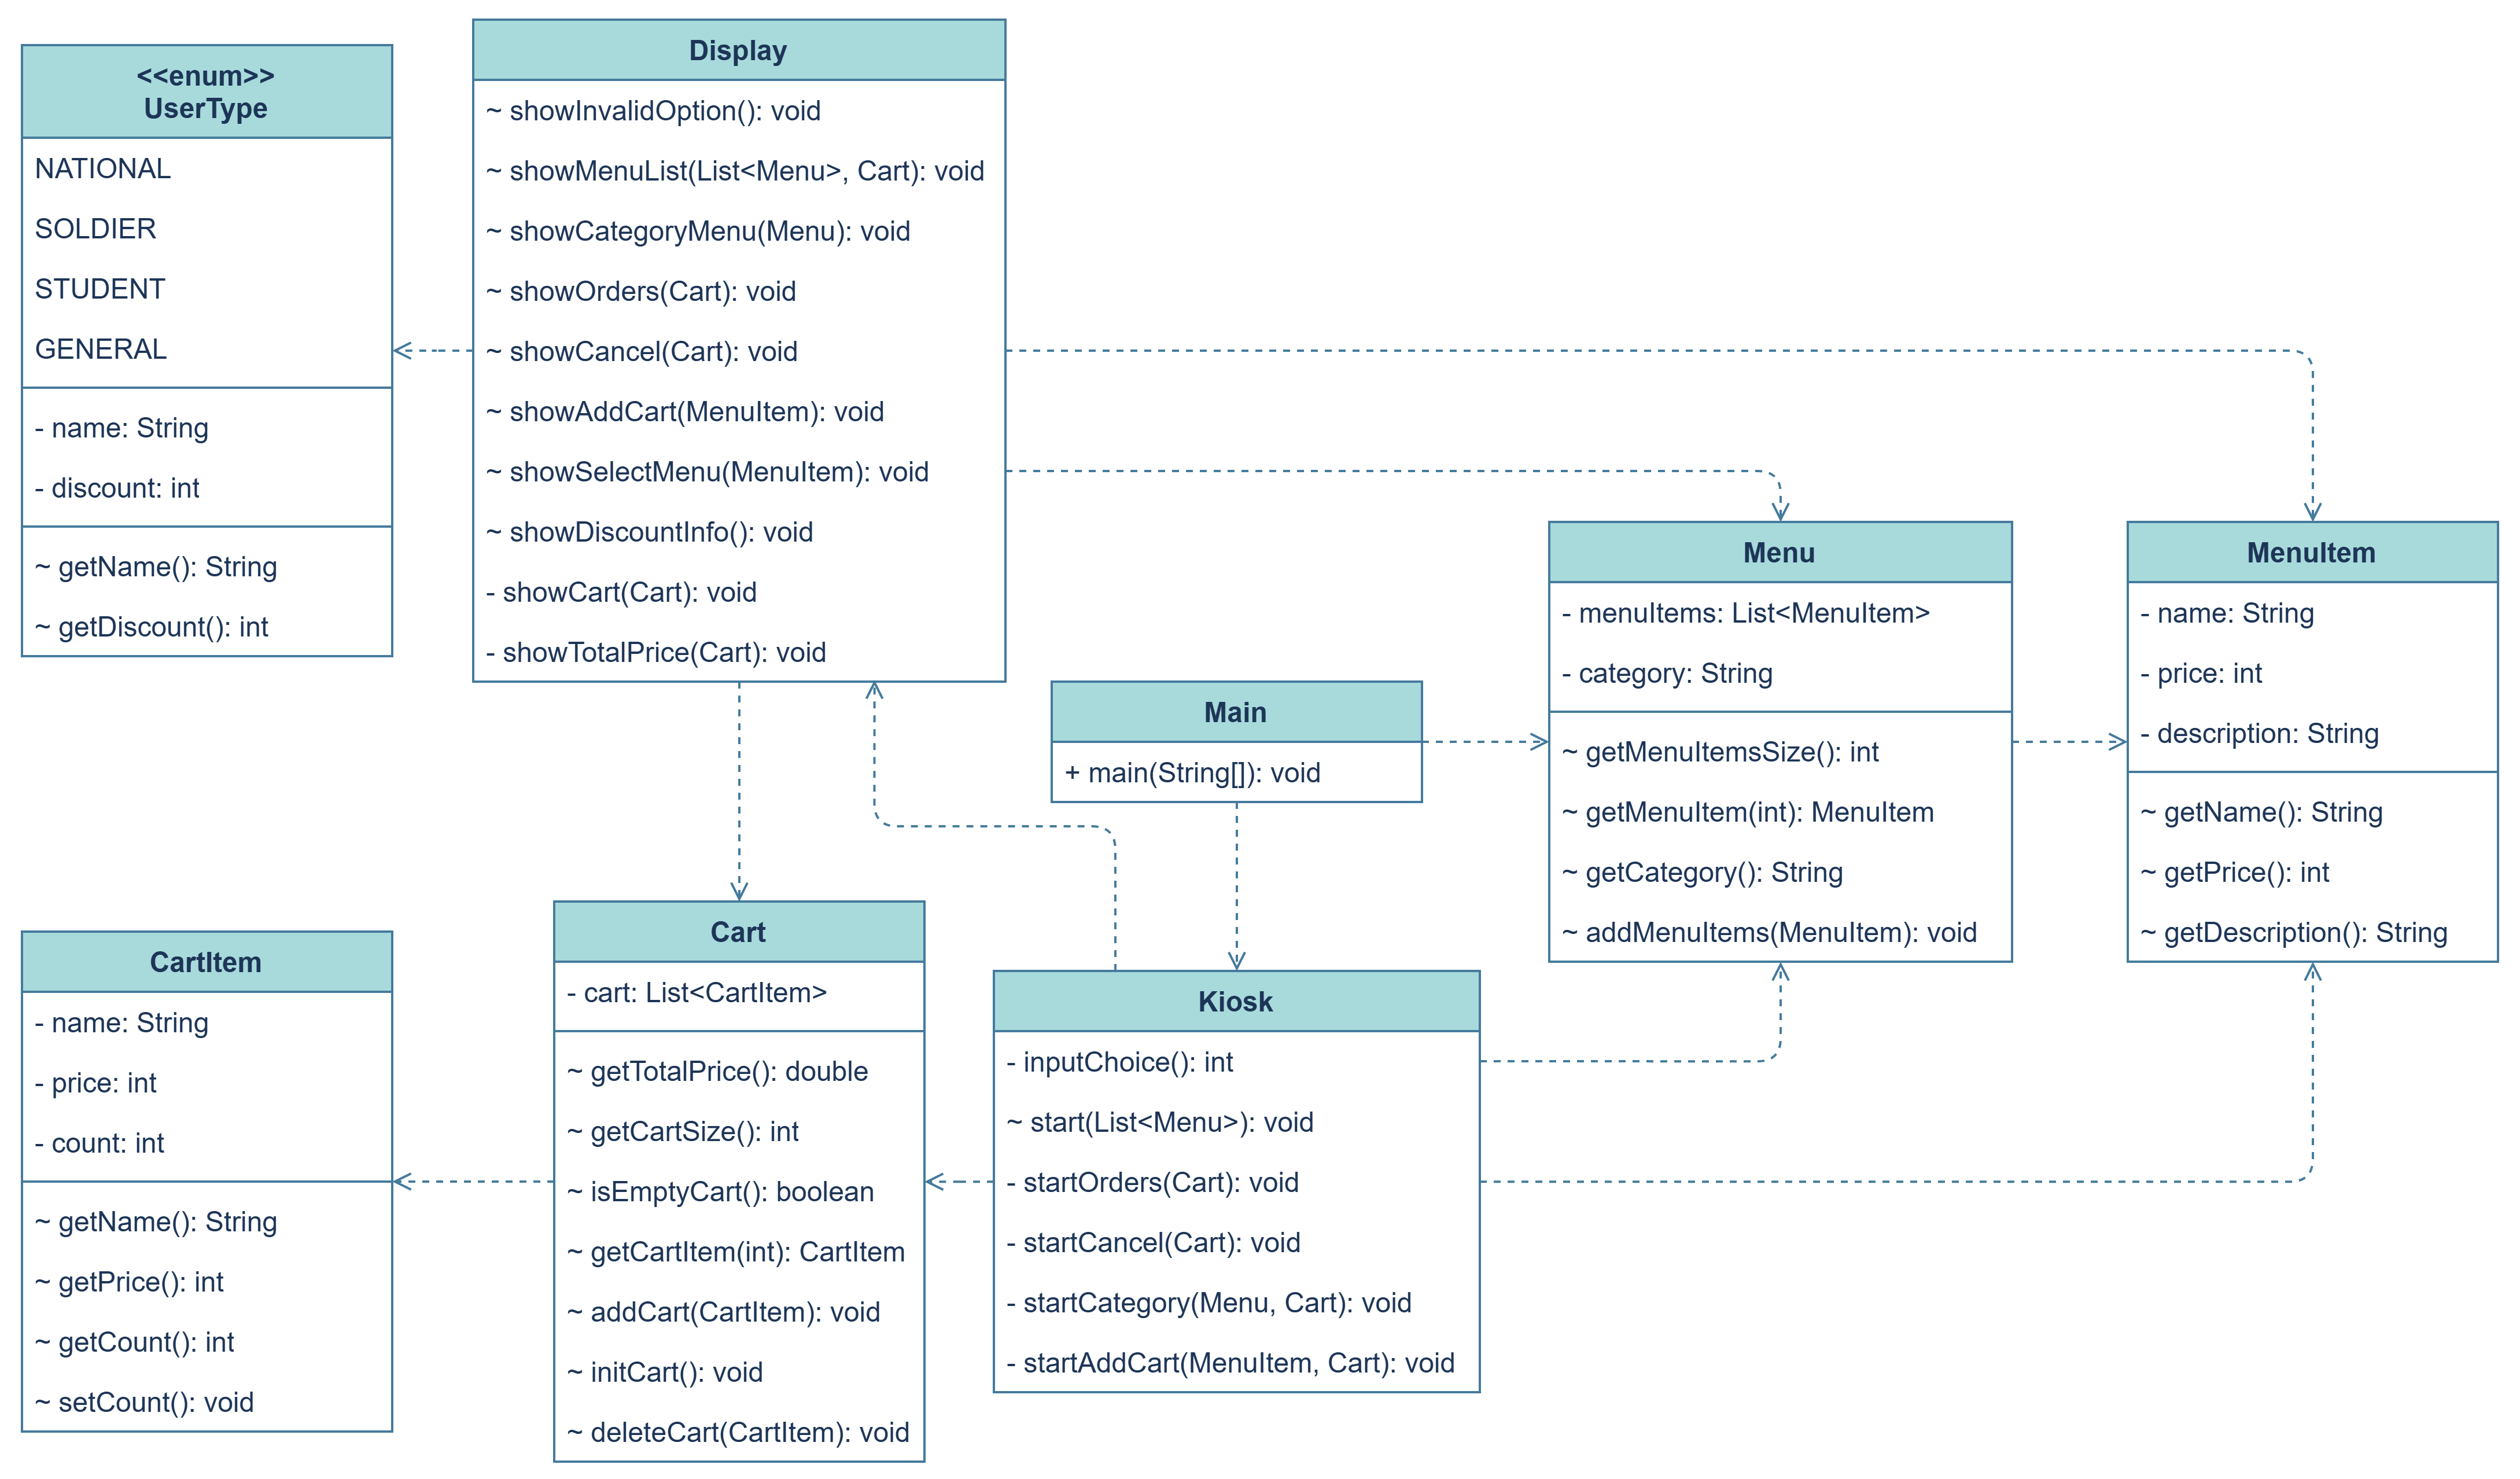 <<enum>>
UserType
NATIONAL
SOLDIER
STUDENT
GENERAL
- name: String
- discount: int
~ getName(): String
~ getDiscount(): int
Display
~ showInvalidOption(): void
~ showMenuList(List<Menu>, Cart): void
~ showCategoryMenu(Menu): void
~ showOrders(Cart): void
~ showCancel(Cart): void
~ showAddCart(MenuItem): void
~ showSelectMenu(MenuItem): void
~ showDiscountInfo(): void
- showCart(Cart): void
- showTotalPrice(Cart): void
Main
+ main(String[]): void
Menu
- menuItems: List<MenuItem>
- category: String
~ getMenuItemsSize(): int
~ getMenuItem(int): MenuItem
~ getCategory(): String
~ addMenuItems(MenuItem): void
MenuItem
- name: String
- price: int
- description: String
~ getName(): String
~ getPrice(): int
~ getDescription(): String
CartItem
- name: String
- price: int
- count: int
~ getName(): String
~ getPrice(): int
~ getCount(): int
~ setCount(): void
Cart
- cart: List<CartItem>
~ getTotalPrice(): double
~ getCartSize(): int
~ isEmptyCart(): boolean
~ getCartItem(int): CartItem
~ addCart(CartItem): void
~ initCart(): void
~ deleteCart(CartItem): void
Kiosk
- inputChoice(): int
~ start(List<Menu>): void
- startOrders(Cart): void
- startCancel(Cart): void
- startCategory(Menu, Cart): void
- startAddCart(MenuItem, Cart): void